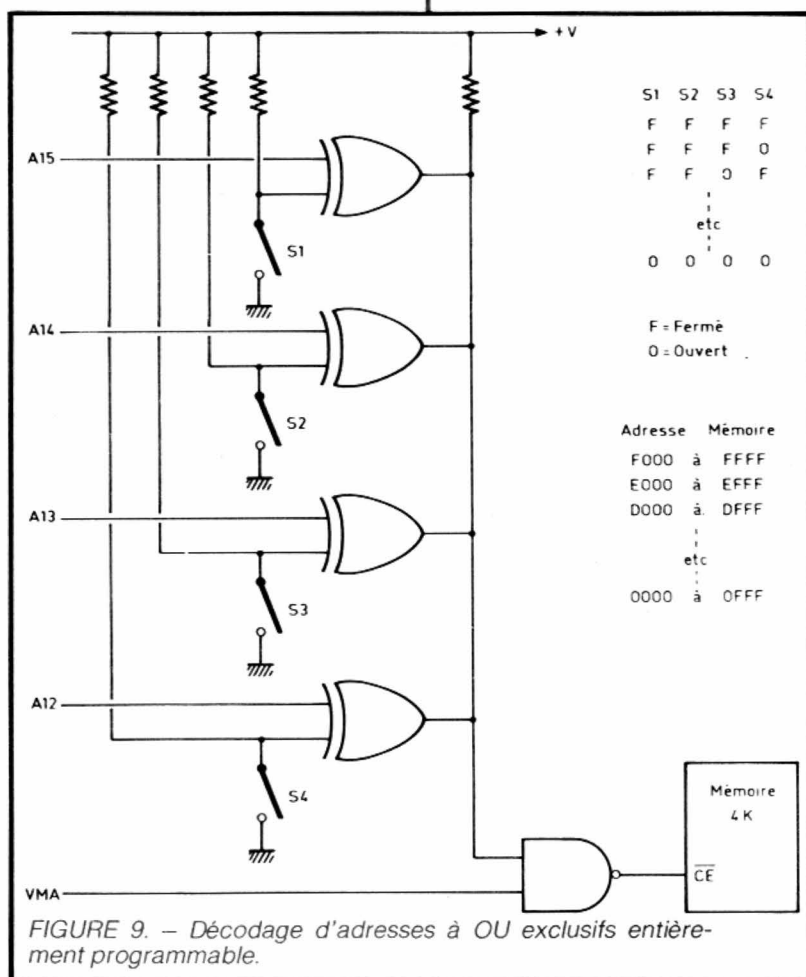 +V
S1 S2 S3 S4
F F F F
F F F O
F F O F
etc
O O O O
F = Fermé
O = Ouvert
Adresse Mémoire
F000 à FFFF
E000 à EFFF
D000 à. DFFF
etc
0000 à 0FFF
A15
S1
A14
S2
A13
S3
A12
S4
Mémoire
4K
CE
VMA
FIGURE 9. – Décodage d'adresses à OU exclusifs entière-
ment programmable.